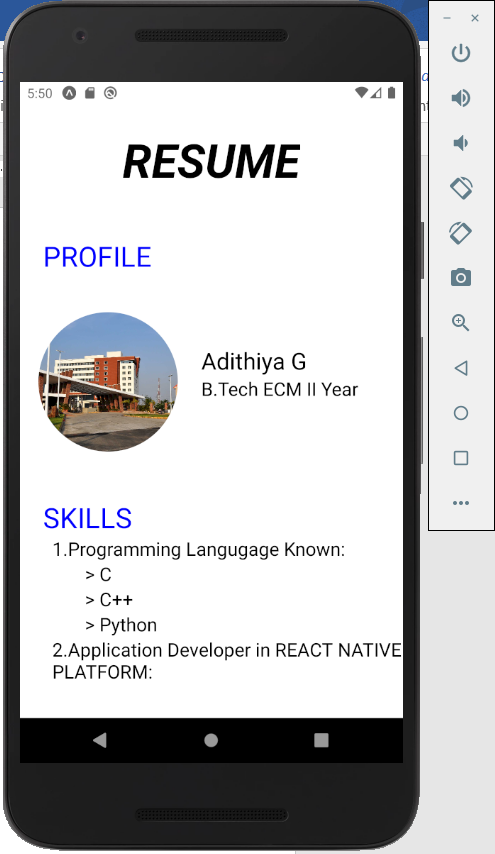 5:50
RESUME
PROFILE
Adithiya G
B.Tech ECM II Year
SKILLS
1.Programming Langugage Known:
> C
> C++
> Python
2.Application Developer in REACT NATIVE
PLATFORM: